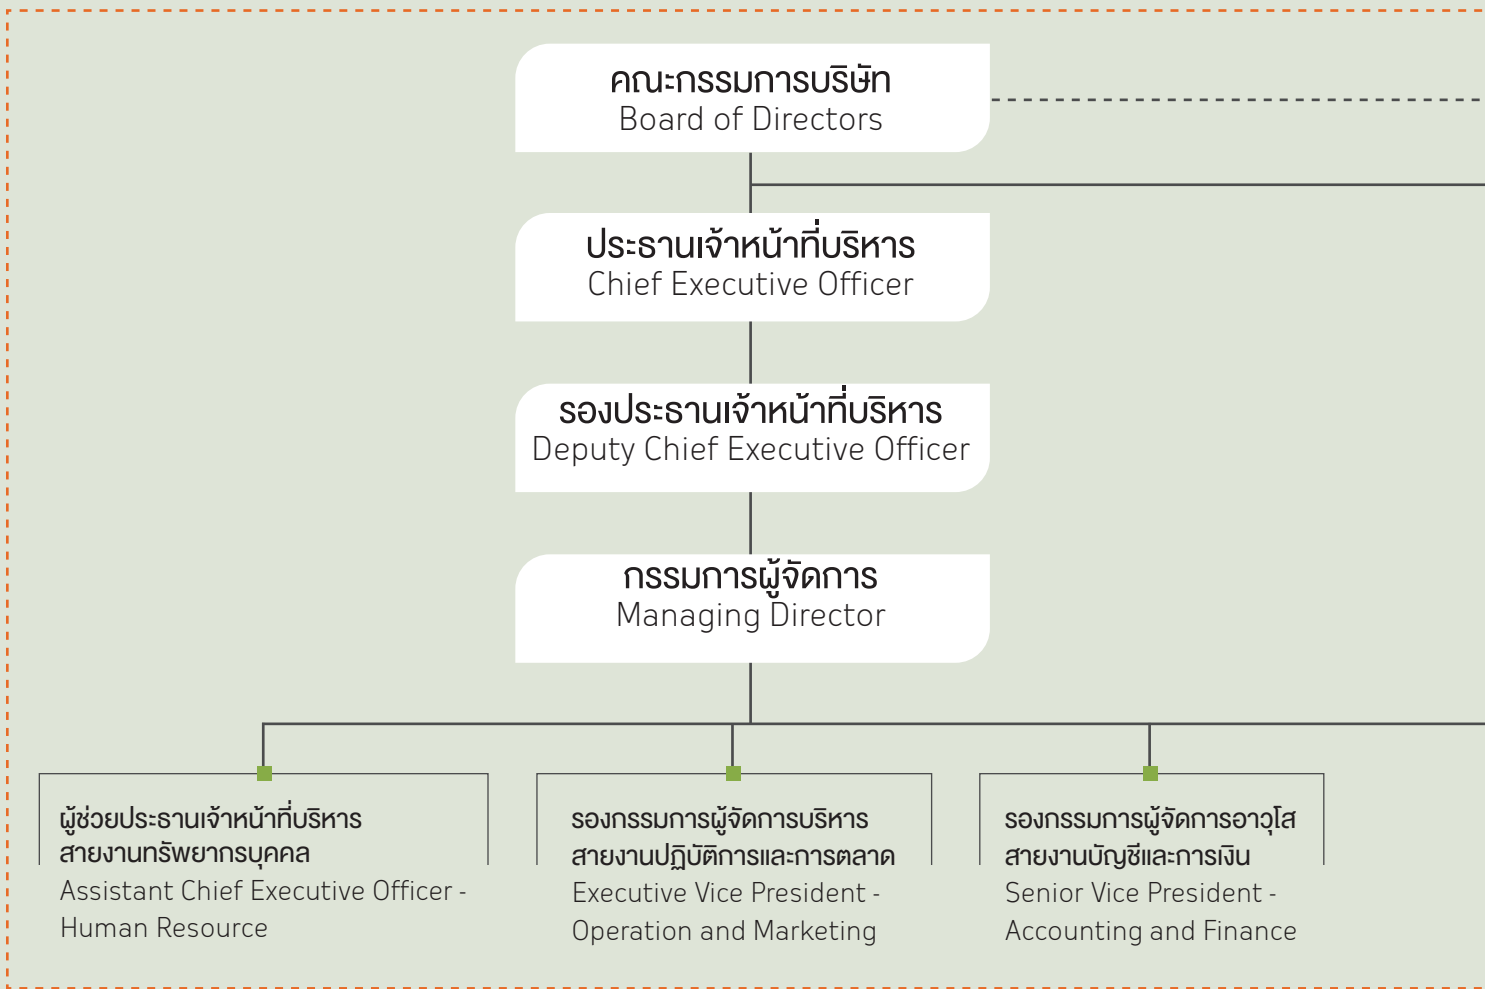 คณะกรรมการบริษัท
Board of Directors
ประธานเจ้าหน้าที่บริหาร
Chief Executive Officer
รองประธานเจ้าหน้าที่บริหาร
Deputy Chief Executive Officer
กรรมการผู้จัดการ
Managing Director
ผู้ช่วยประธานเจ้าหน้าที่บริหาร
สายงานทรัพยากรบุคคล
Assistant Chief Executive Officer -
Human Resource
รองกรรมการผู้จัดการบริหาร
สายงานปฏิบัติการและการตลาด
Executive Vice President -
Operation and Marketing
รองกรรมการผู้จัดการอาวุโส
สายงานบัญชีและการเงิน
Senior Vice President -
Accounting and Finance